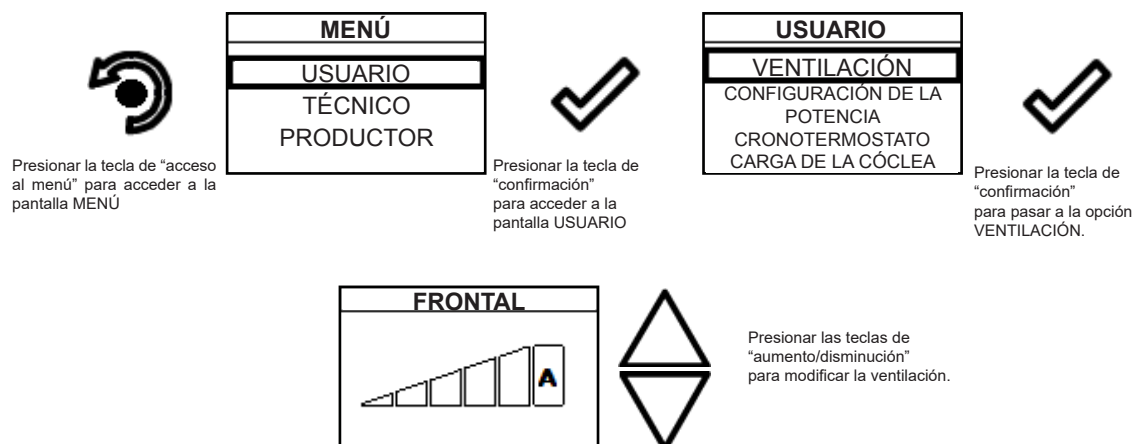 MENÚ
USUARIO
TÉCNICO
PRODUCTOR
Presionar la tecla de “acceso
al menú” para acceder a la
pantalla MENÚ
Presionar la tecla de
“confirmación”
para acceder a la
pantalla USUARIO
USUARIO
VENTILACIÓN
CONFIGURACIÓN DE LA
POTENCIA
CRONOTERMOSTATO
CARGA DE LA CÓCLEA
Presionar la tecla de
“confirmación”
para pasar a la opción
VENTILACIÓN.
FRONTAL
A
Presionar las teclas de
“aumento/disminución”
para modificar la ventilación.